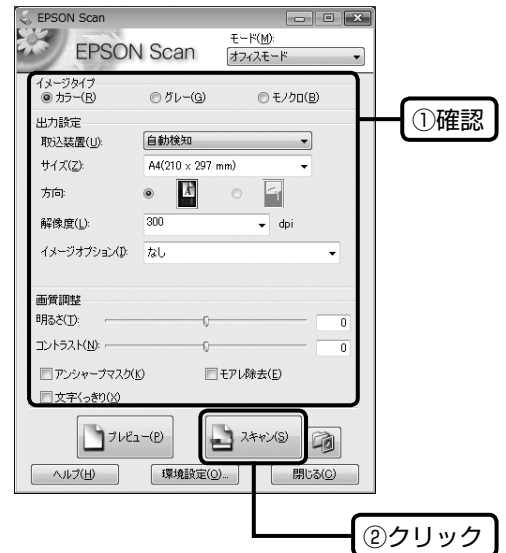 EPSON Scan
EPSON Scan
モード(M):
オフィスモード
イメージタイプ
カラー(R) グレー(G) モノクロ(B)
①確認
出力設定
取込装置(U): 自動検知
サイズ(Z): A4(210 x 297 mm)
方向:
解像度(L): 300 dpi
イメージオプション(I): なし
画質調整
明るさ(T): 0
コントラスト(N): 0
アンシャープマスク(K) モアレ除去(E)
文字くっきり(X)
プレビュー(P) スキャン(S)
ヘルプ(H) 環境設定(O)... 閉じる(C)
②クリック